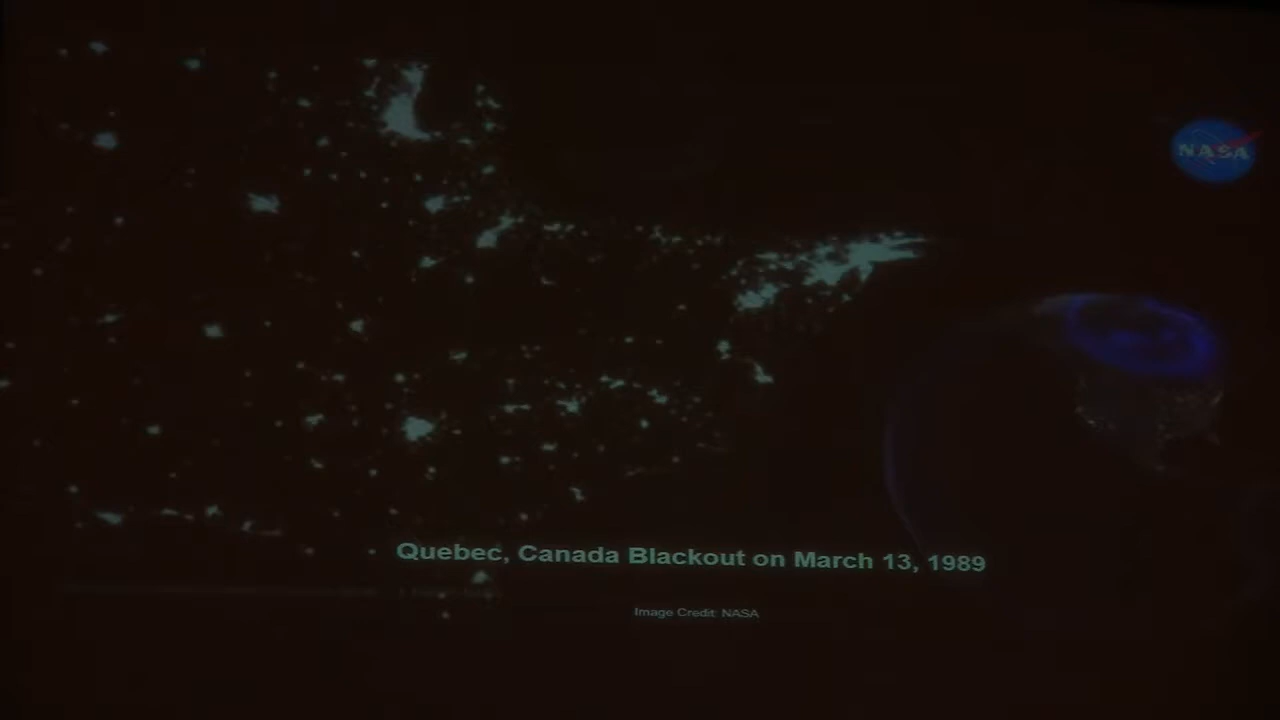 NASA
Quebec, Canada Blackout on March 13, 1989
Image Credit: NASA